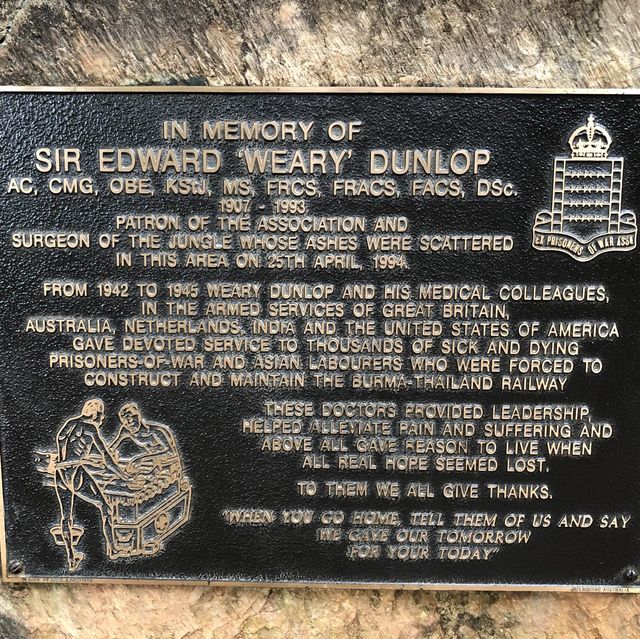 IN MEMORY OF
SIR EDWARD 'WEARY' DUNLOP
AC, CMG, OBE, KStJ, MS, FRCS, FRACS, FACS, DSc.
1907 - 1993
PATRON OF THE ASSOCIATION AND
SURGEON OF THE JUNGLE WHOSE ASHES WERE SCATTERED
IN THIS AREA ON 25TH APRIL, 1994.
EX PRISONERS OF WAR ASSN
FROM 1942 TO 1945 WEARY DUNLOP AND HIS MEDICAL COLLEAGUES,
IN THE ARMED SERVICES OF GREAT BRITAIN,
AUSTRALIA, NETHERLANDS, INDIA AND THE UNITED STATES OF AMERICA
GAVE DEVOTED SERVICE TO THOUSANDS OF SICK AND DYING
PRISONERS-OF-WAR AND ASIAN LABOURERS WHO WERE FORCED TO
CONSTRUCT AND MAINTAIN THE BURMA-THAILAND RAILWAY
THESE DOCTORS PROVIDED LEADERSHIP,
HELPED ALLEVIATE PAIN AND SUFFERING AND
ABOVE ALL GAVE REASON TO LIVE WHEN
ALL REAL HOPE SEEMED LOST.
TO THEM WE ALL GIVE THANKS.
"WHEN YOU GO HOME, TELL THEM OF US AND SAY
WE GAVE OUR TOMORROW
FOR YOUR TODAY"
MELBOURNE AUSTRALIA